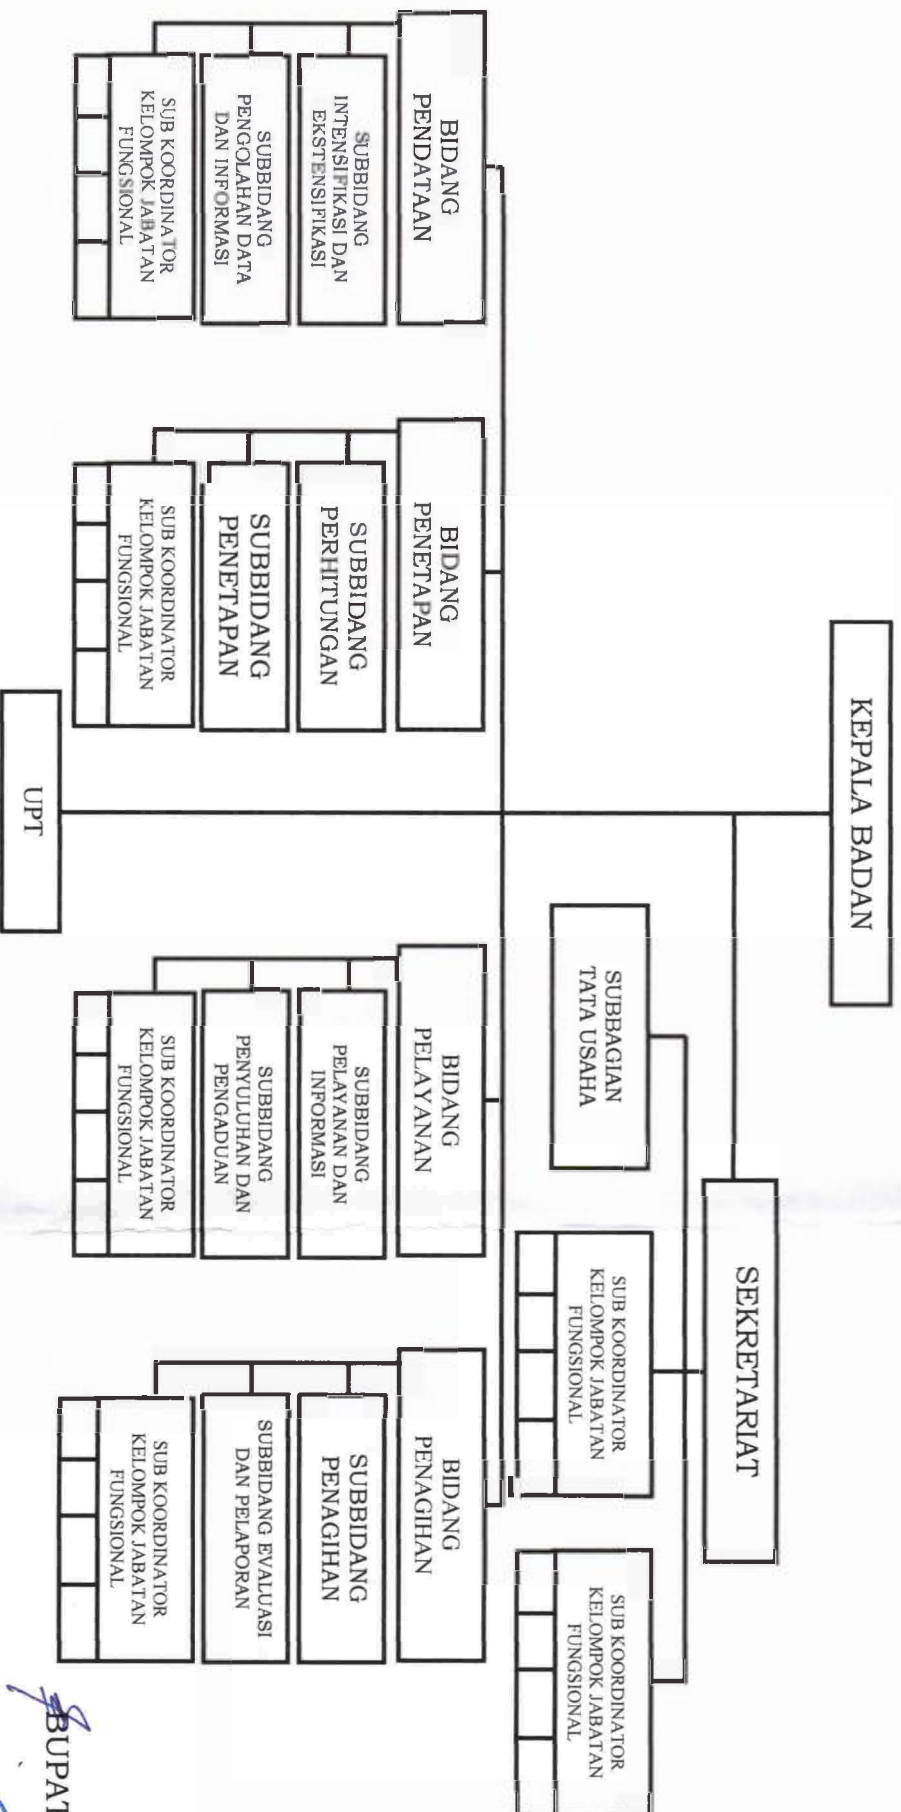 KEPALA BADAN
SEKRETARIAT
SUBBAGIAN
TATA USAHA
SUB KOORDINATOR
KELOMPOK JABATAN
FUNGSIONAL
SUB KOORDINATOR
KELOMPOK JABATAN
FUNGSIONAL
BIDANG
PENDATAAN
SUBBIDANG
INTENSIFIKASI DAN
EKSTENSIFIKASI
SUBBIDANG
PENGOLAHAN DATA
DAN INFORMASI
SUB KOORDINATOR
KELOMPOK JABATAN
FUNGSIONAL
BIDANG
PENETAPAN
SUBBIDANG
PERHITUNGAN
SUBBIDANG
PENETAPAN
SUB KOORDINATOR
KELOMPOK JABATAN
FUNGSIONAL
BIDANG
PELAYANAN
SUBBIDANG
PELAYANAN DAN
INFORMASI
SUBBIDANG
PENYULUHAN DAN
PENGADUAN
SUB KOORDINATOR
KELOMPOK JABATAN
FUNGSIONAL
BIDANG
PENAGIHAN
SUBBIDANG
PENAGIHAN
SUBBIDANG EVALUASI
DAN PELAPORAN
SUB KOORDINATOR
KELOMPOK JABATAN
FUNGSIONAL
UPT